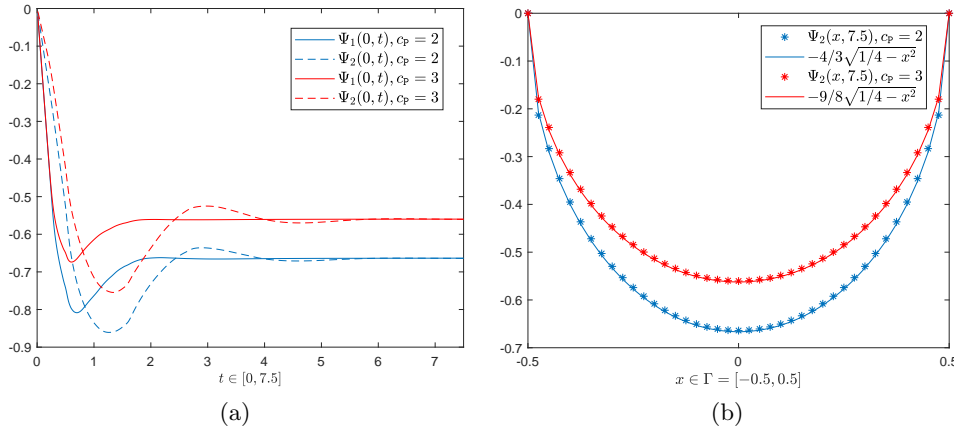 0
-0.1
-0.2
-0.3
-0.4
-0.5
-0.6
-0.7
-0.8
-0.9
0 1 2 3 4 5 6 7
t ∈ [0, 7.5]
Ψ₁(0, t), cₚ = 2
Ψ₂(0, t), cₚ = 2
Ψ₁(0, t), cₚ = 3
Ψ₂(0, t), cₚ = 3
(a)
0
-0.1
-0.2
-0.3
-0.4
-0.5
-0.6
-0.7
-0.5 0 0.5
x ∈ Γ = [−0.5, 0.5]
Ψ₂(x, 7.5), cₚ = 2
−4/3√(1/4 − x²)
Ψ₂(x, 7.5), cₚ = 3
−9/8√(1/4 − x²)
(b)